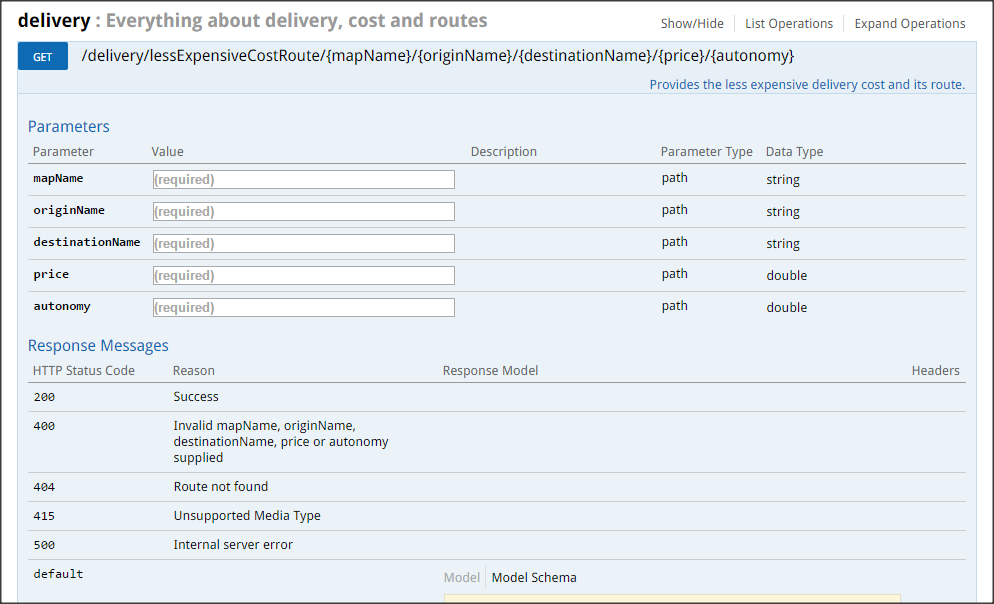 delivery : Everything about delivery, cost and routes
Show/Hide List Operations Expand Operations
GET /delivery/lessExpensiveCostRoute/{mapName}/{originName}/{destinationName}/{price}/{autonomy}
Provides the less expensive delivery cost and its route.
Parameters
Parameter Value Description Parameter Type Data Type
mapName (required) path string
originName (required) path string
destinationName (required) path string
price (required) path double
autonomy (required) path double
Response Messages
HTTP Status Code Reason Response Model Headers
200 Success
400 Invalid mapName, originName,
destinationName, price or autonomy
supplied
404 Route not found
415 Unsupported Media Type
500 Internal server error
default
Model Model Schema